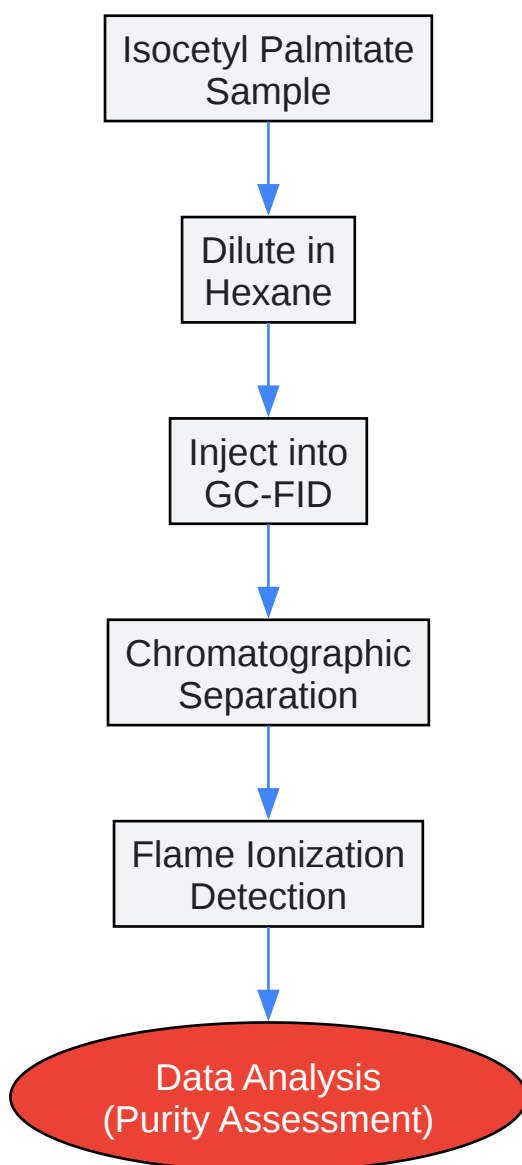 Isocetyl Palmitate
Sample
Dilute in
Hexane
Inject into
GC-FID
Chromatographic
Separation
Flame Ionization
Detection
Data Analysis
(Purity Assessment)